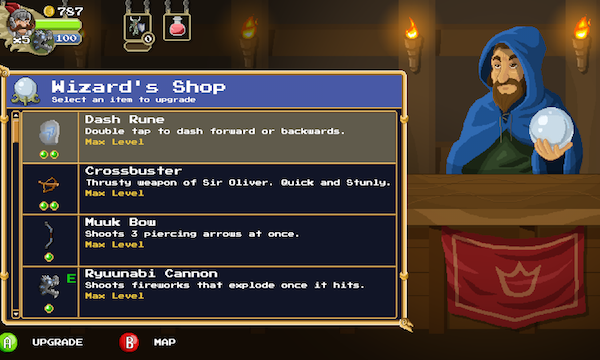 787
x5
100
0
Wizard's Shop
Select an item to upgrade
Dash Rune
Double tap to dash forward or backwards.
Max Level
Crossbuster
Thrusty weapon of Sir Oliver. Quick and Stunly.
Max Level
Muuk Bow
Shoots 3 piercing arrows at once.
Max Level
E
Ryuunabi Cannon
Shoots fireworks that explode once it hits.
Max Level
A UPGRADE B MAP